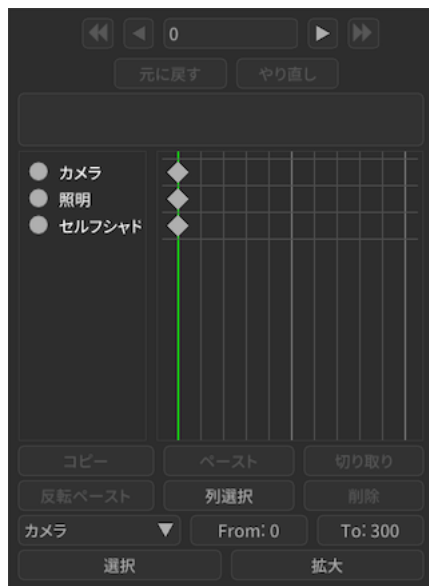 0
元に戻す やり直し
カメラ
照明
セルフシャド
コピー ペースト 切り取り
反転ペースト 列選択 削除
カメラ ▼ From: 0 To: 300
選択 拡大